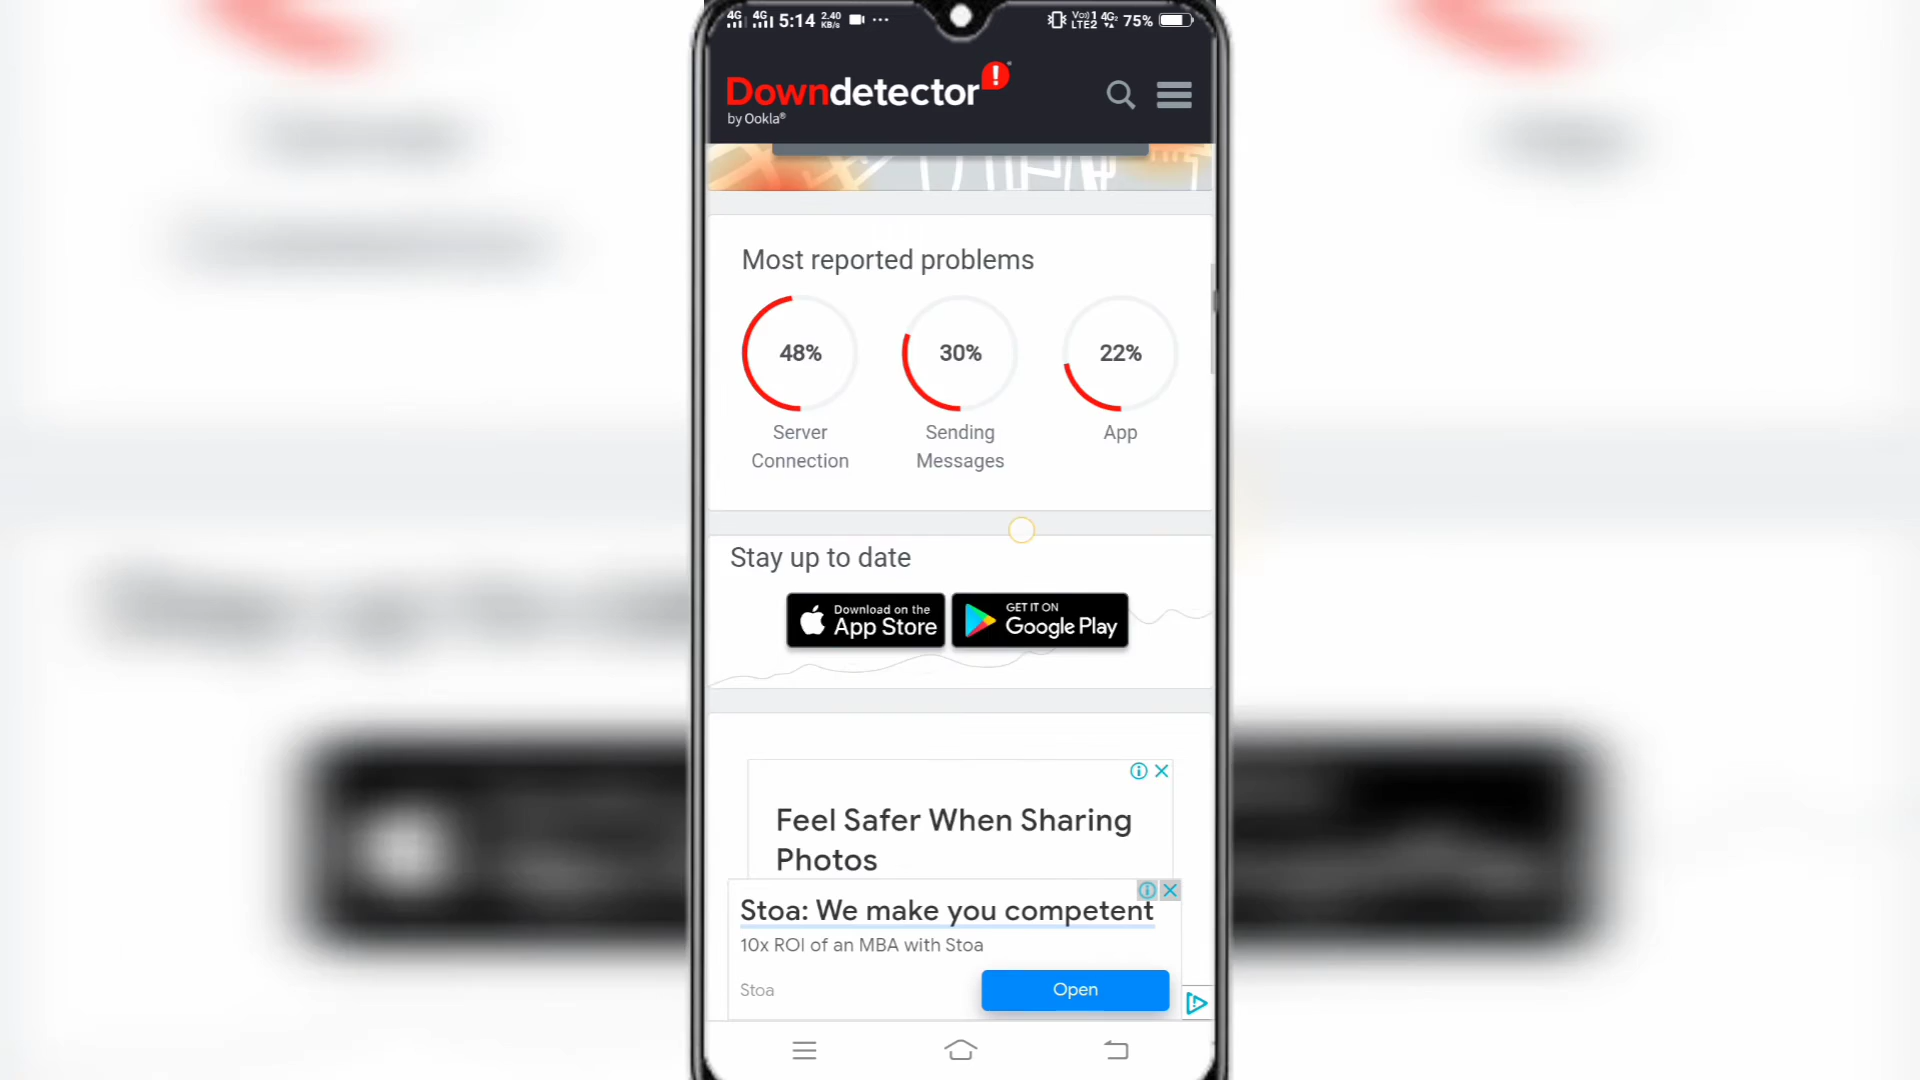 4G 4G 5:14 2.40 KB/s ... Vo) 1 LTE2 4G 75%
Downdetector !
by Ookla®
Most reported problems
48% 30% 22%
Server Connection
Sending Messages
App
Stay up to date
Download on the App Store
GET IT ON Google Play
Feel Safer When Sharing
Photos
Stoa: We make you competent
10x ROI of an MBA with Stoa
Stoa
Open